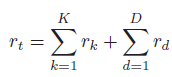 r_t = \sum_{k=1}^{K} r_k + \sum_{d=1}^{D} r_d